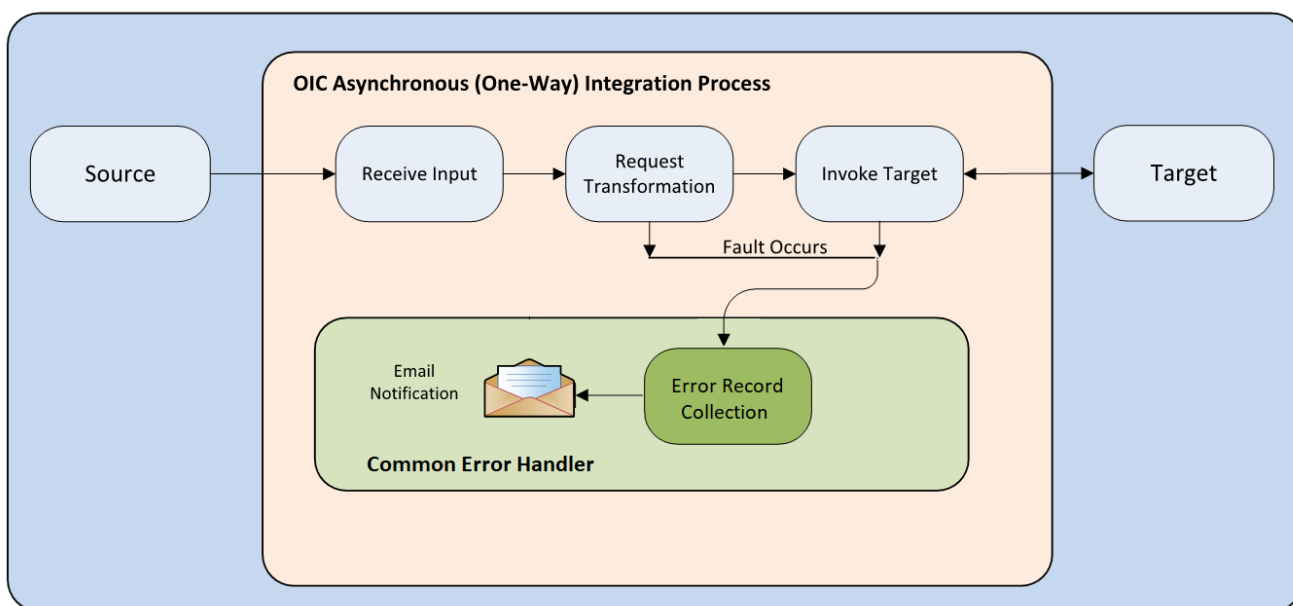 OIC Asynchronous (One-Way) Integration Process
Source
Receive Input
Request
Transformation
Invoke Target
Target
Fault Occurs
Email
Notification
Error Record
Collection
Common Error Handler